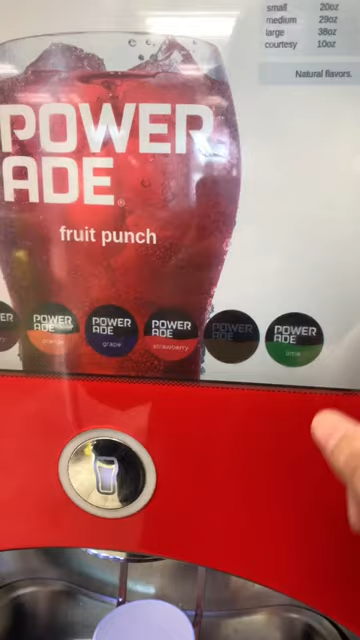 small 20oz
medium 29oz
large 38oz
courtesy 10oz
Natural flavors.
POWER
ADE®
fruit punch
POWER
ADE
grape
POWER
ADE
strawberry
POWER
ADE
POWER
ADE
lime
POWER
ADE
orange